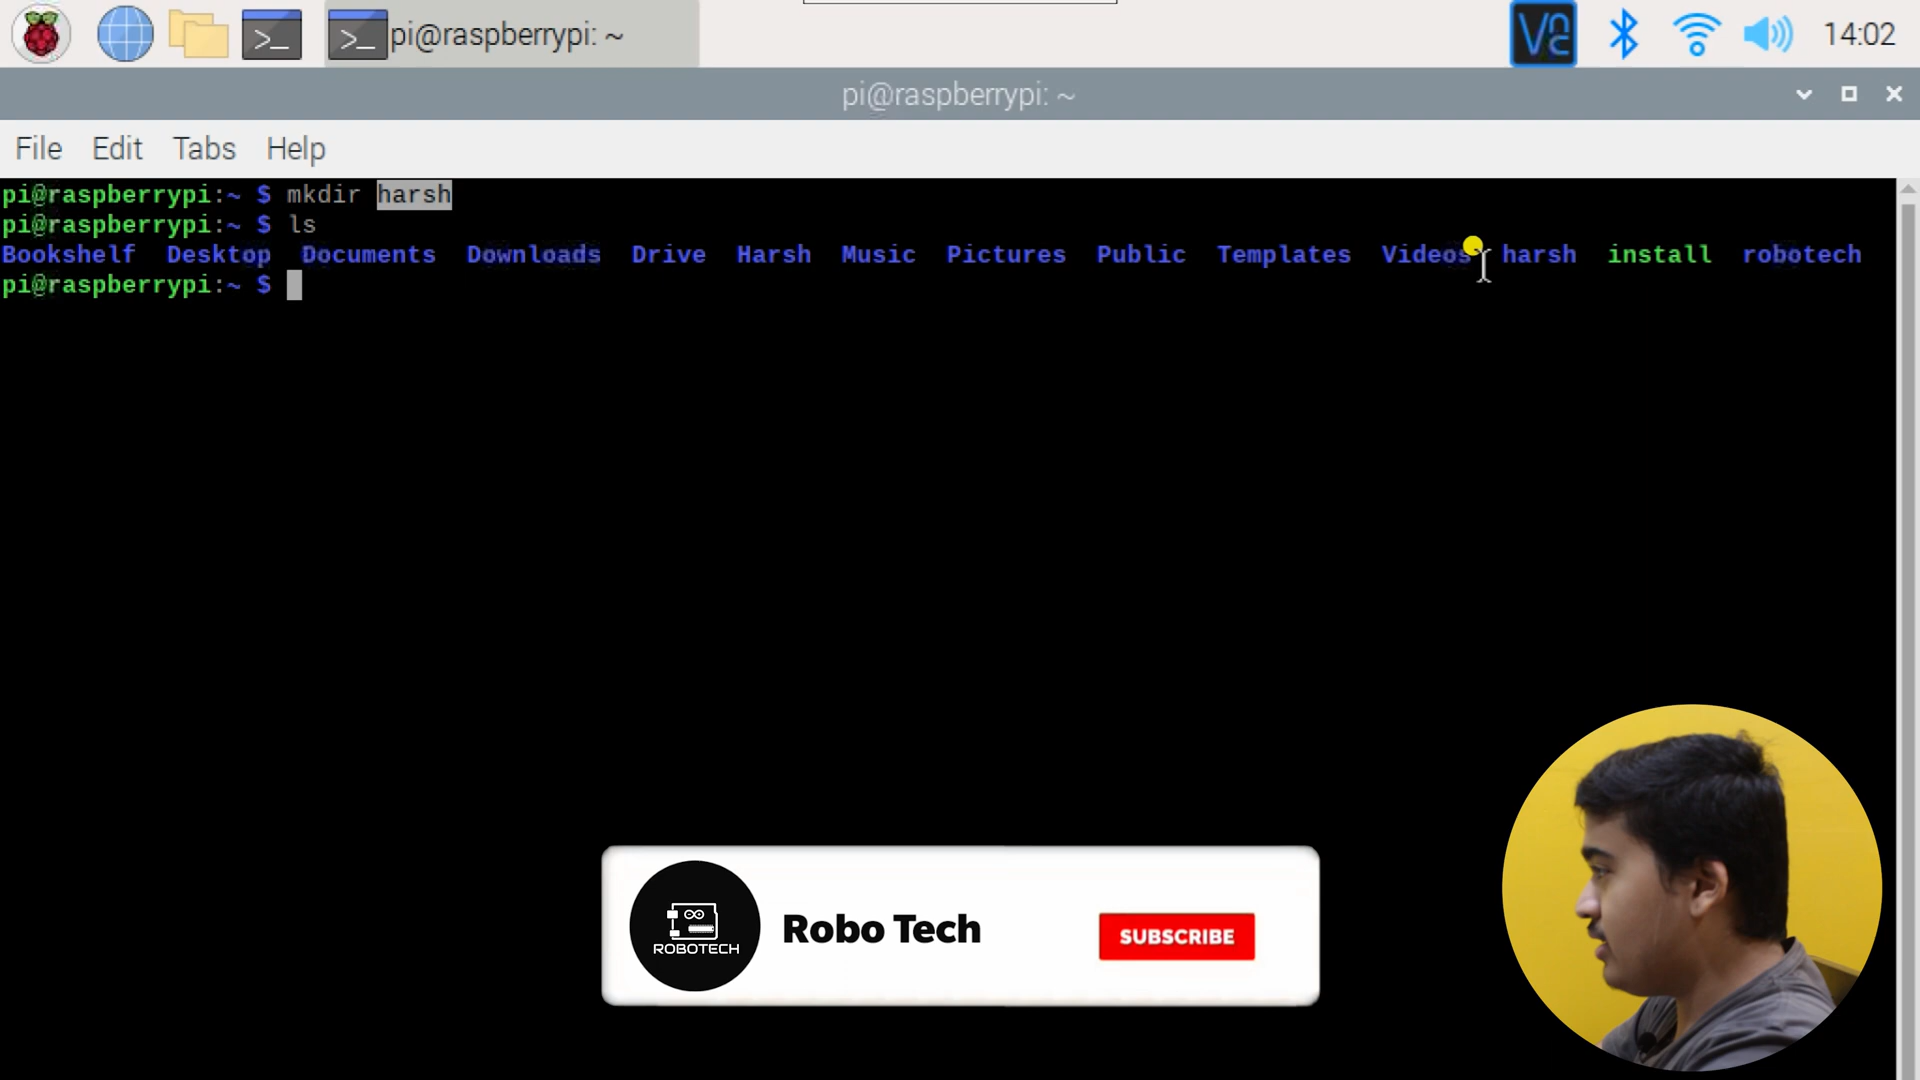 >_ >_ pi@raspberrypi: ~ VNC 14:02
pi@raspberrypi: ~
File Edit Tabs Help
pi@raspberrypi:~ $ mkdir harsh
pi@raspberrypi:~ $ ls
Bookshelf Desktop Documents Downloads Drive Harsh Music Pictures Public Templates Videos harsh install robotech
pi@raspberrypi:~ $
ROBOTECH
Robo Tech
SUBSCRIBE